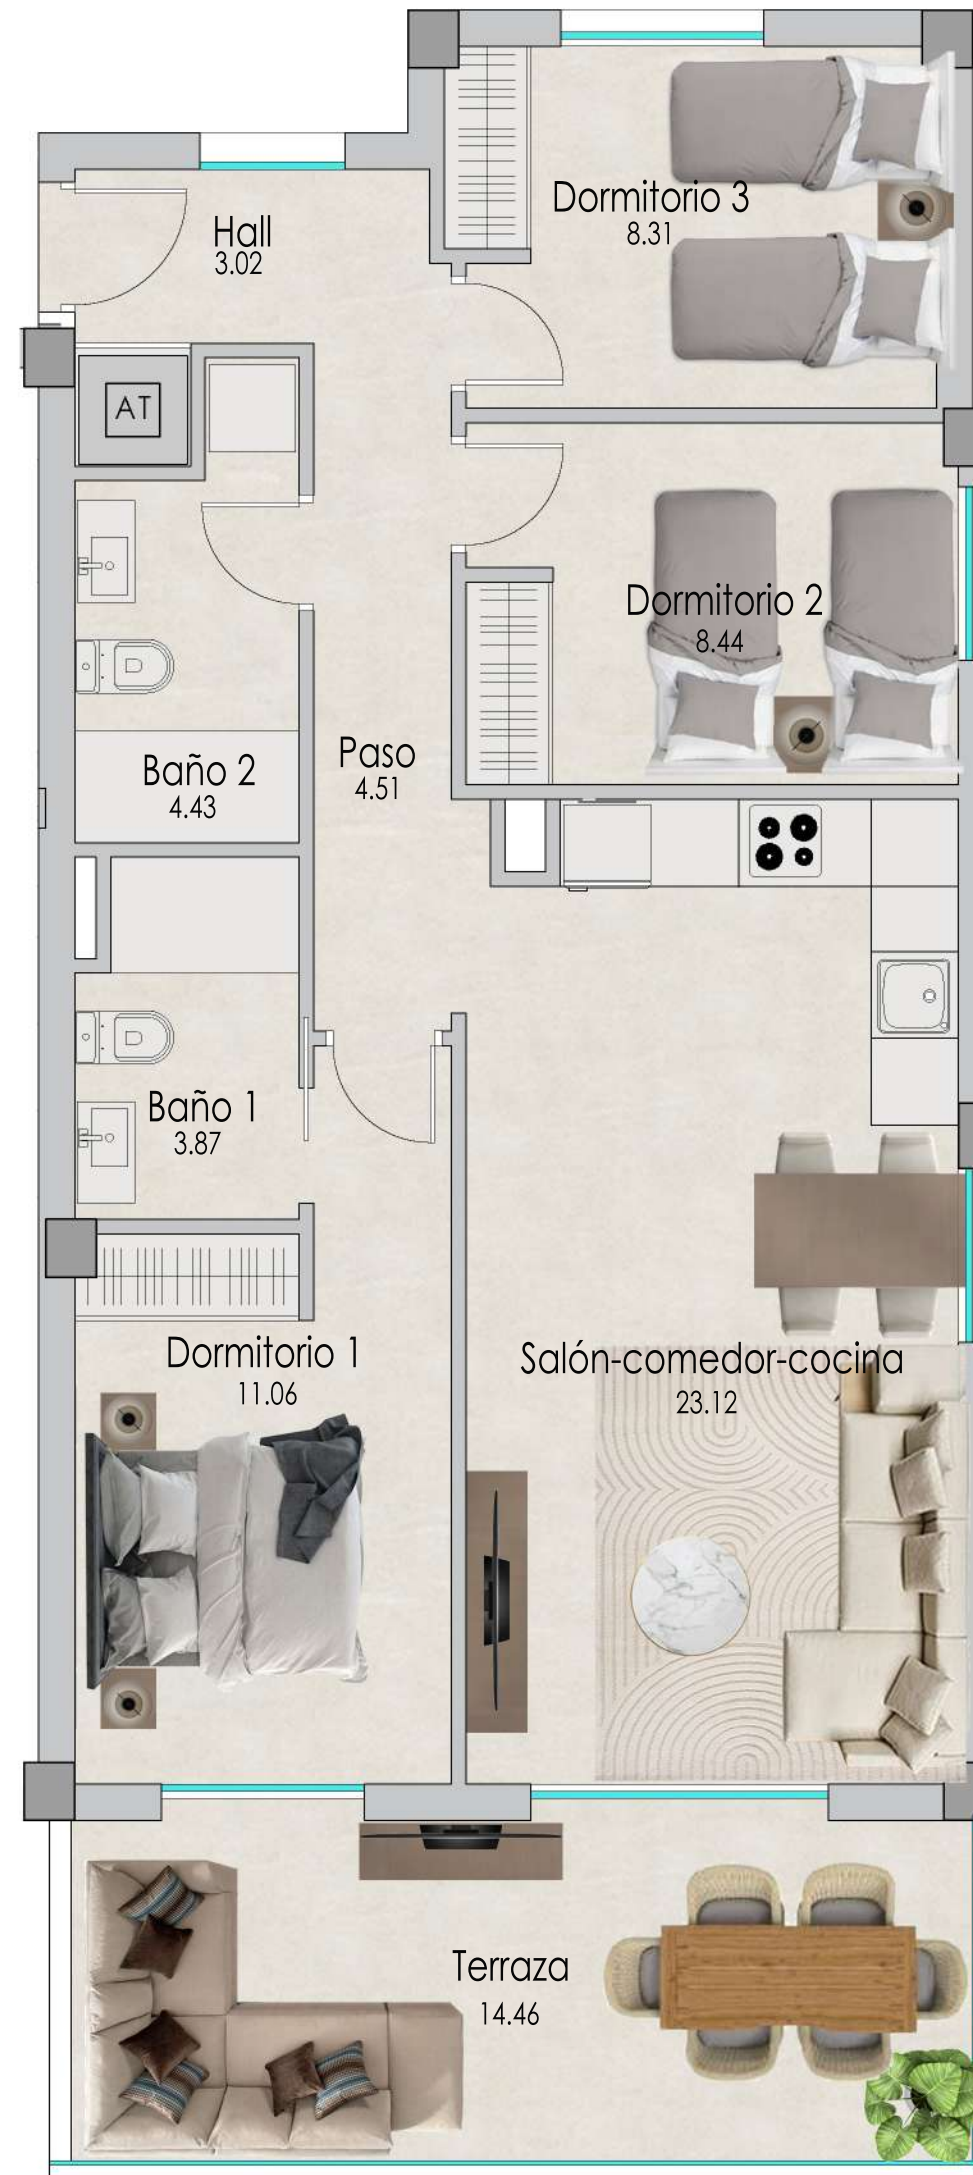 Dormitorio 3
8.31
Hall
3.02
AT
Dormitorio 2
8.44
Paso
4.51
Baño 2
4.43
Baño 1
3.87
Dormitorio 1
11.06
Salón-comedor-cocina
23.12
Terraza
14.46